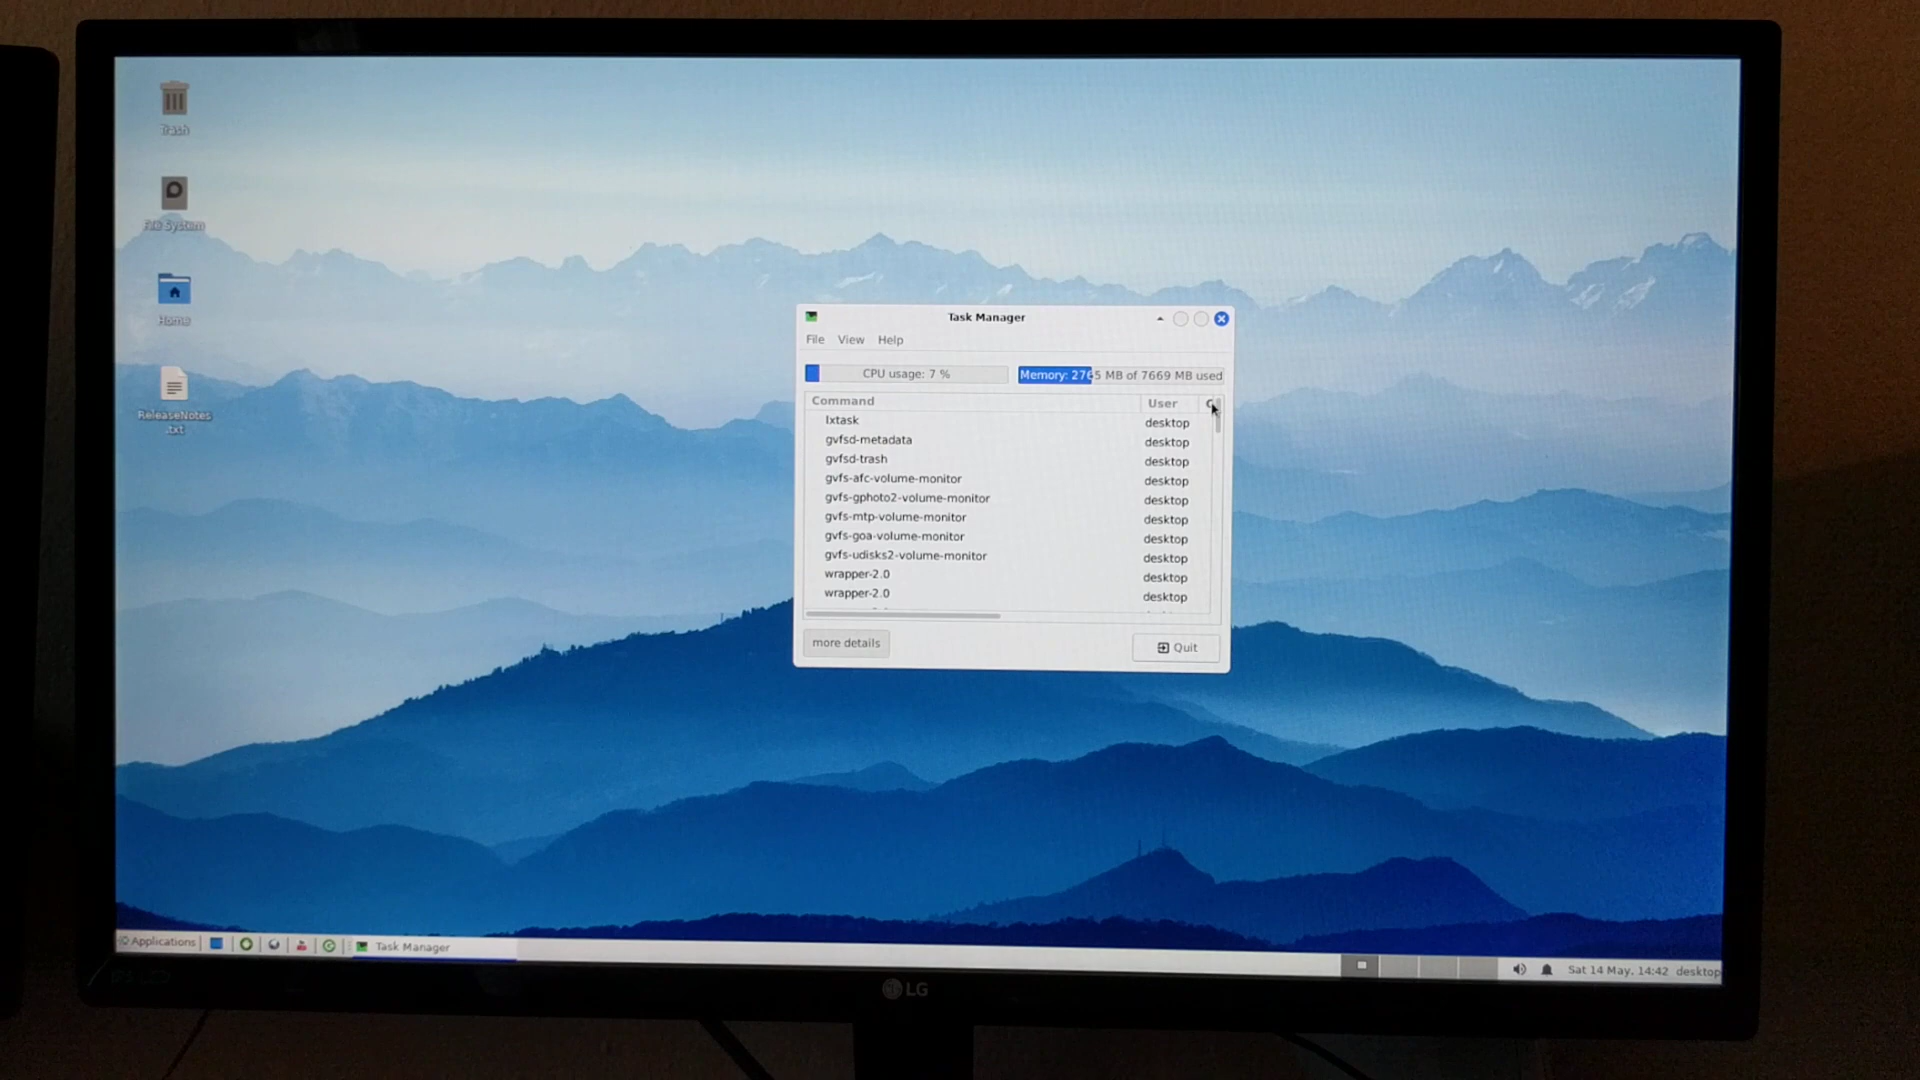 Trash
File System
Home
ReleaseNotes
.txt
Task Manager
File View Help
CPU usage: 7 %
Memory: 2765 MB of 7669 MB used
Command User
lxtask desktop
gvfsd-metadata desktop
gvfsd-trash desktop
gvfs-afc-volume-monitor desktop
gvfs-gphoto2-volume-monitor desktop
gvfs-mtp-volume-monitor desktop
gvfs-goa-volume-monitor desktop
gvfs-udisks2-volume-monitor desktop
wrapper-2.0 desktop
wrapper-2.0 desktop
more details
Quit
Applications
Task Manager
Sat 14 May, 14:42 desktop
LG